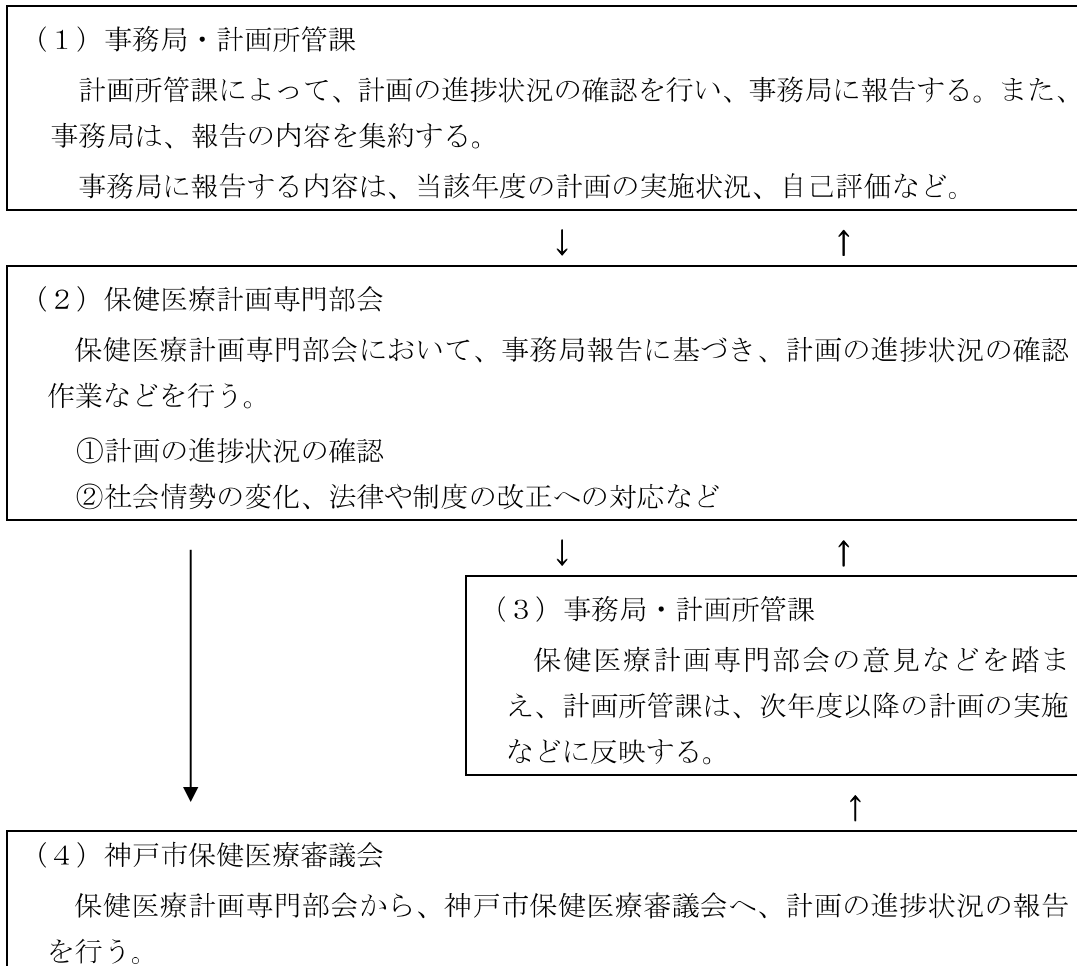 （１）事務局・計画所管課
計画所管課によって、計画の進捗状況の確認を行い、事務局に報告する。また、
事務局は、報告の内容を集約する。
事務局に報告する内容は、当該年度の計画の実施状況、自己評価など。
↓ ↑
（２）保健医療計画専門部会
保健医療計画専門部会において、事務局報告に基づき、計画の進捗状況の確認
作業などを行う。
①計画の進捗状況の確認
②社会情勢の変化、法律や制度の改正への対応など
↓ ↑
（３）事務局・計画所管課
保健医療計画専門部会の意見などを踏ま
え、計画所管課は、次年度以降の計画の実施
などに反映する。
↑
（４）神戸市保健医療審議会
保健医療計画専門部会から、神戸市保健医療審議会へ、計画の進捗状況の報告
を行う。